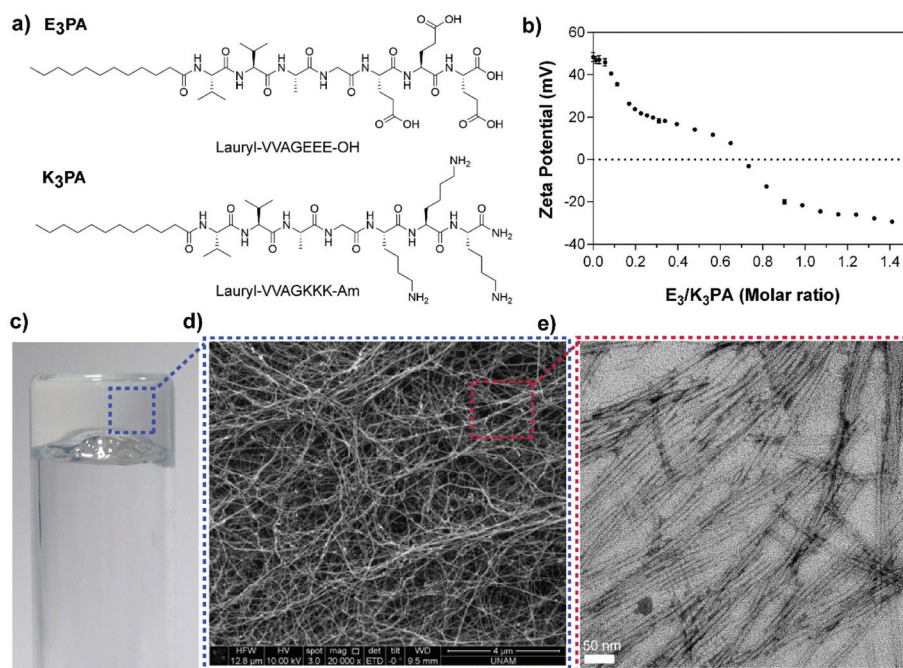 a)
E₃PA
Lauryl-VVAGEEE-OH
K₃PA
Lauryl-VVAGKKK-Am
b)
Zeta Potential (mV)
60
40
20
0
-20
-40
0.0 0.2 0.4 0.6 0.8 1.0 1.2 1.4
E₃/K₃PA (Molar ratio)
c)
d)
HFW HV spot mag □ det tilt WD
12.8 µm 10.00 kV 3.0 20 000 x ETD -0 ° 9.5 mm
4 µm
UNAM
e)
50 nm